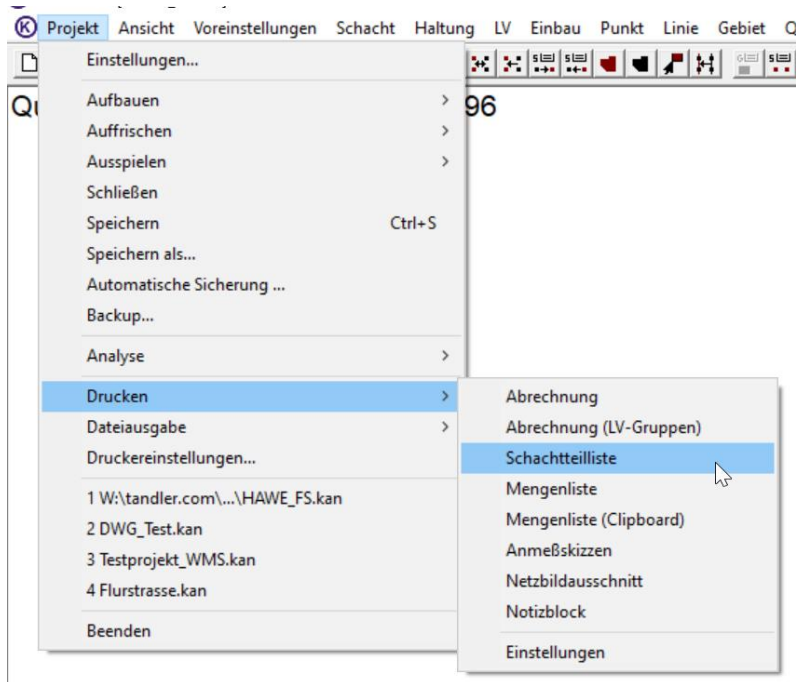 Projekt Ansicht Voreinstellungen Schacht Haltung LV Einbau Punkt Linie Gebiet
Einstellungen...
96
Aufbauen
Auffrischen
Ausspielen
Schließen
Speichern Ctrl+S
Speichern als...
Automatische Sicherung ...
Backup...
Analyse
Drucken
Dateiausgabe
Druckereinstellungen...
1 W:\tandler.com\...\HAWE_FS.kan
2 DWG_Test.kan
3 Testprojekt_WMS.kan
4 Flurstrasse.kan
Beenden
Abrechnung
Abrechnung (LV-Gruppen)
Schachtteilliste
Mengenliste
Mengenliste (Clipboard)
Anmeßskizzen
Netzbildausschnitt
Notizblock
Einstellungen